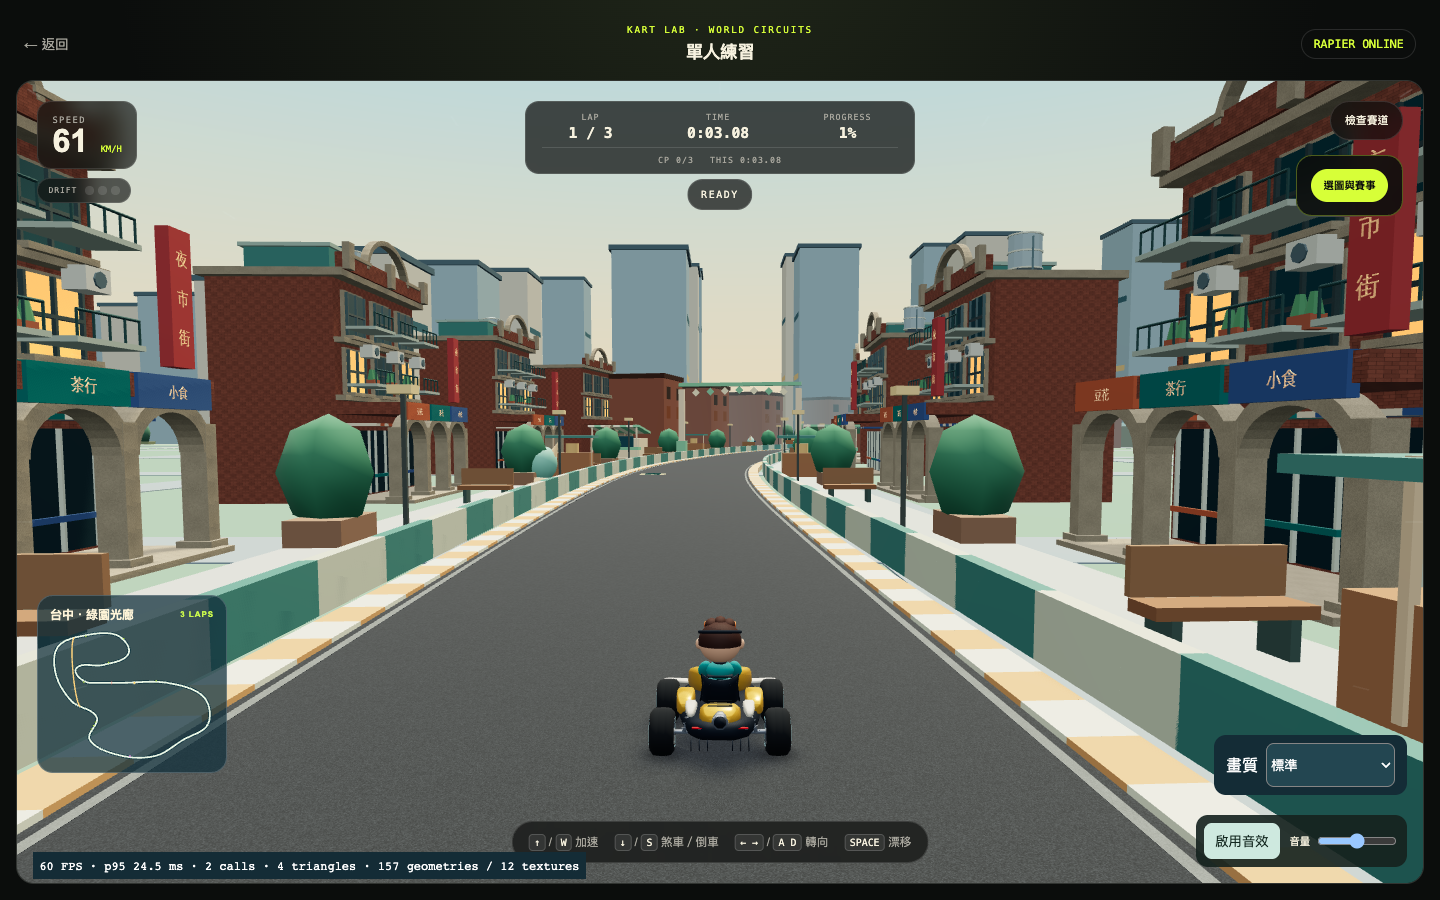 ← 返回
KART LAB · WORLD CIRCUITS
單人練習
RAPIER ONLINE
SPEED
61 KM/H
DRIFT
LAP TIME PROGRESS
1 / 3 0:03.08 1%
CP 0/3 THIS 0:03.08
READY
檢查賽道
選圖與賽事
夜市街
市街
茶行 小食
豆花 茶行 小食
台中 · 綠園光廊 3 LAPS
畫質 標準
↑ / W 加速 ↓ / S 煞車 / 倒車 ← → / A D 轉向 SPACE 漂移
啟用音效 音量
60 FPS · p95 24.5 ms · 2 calls · 4 triangles · 157 geometries / 12 textures